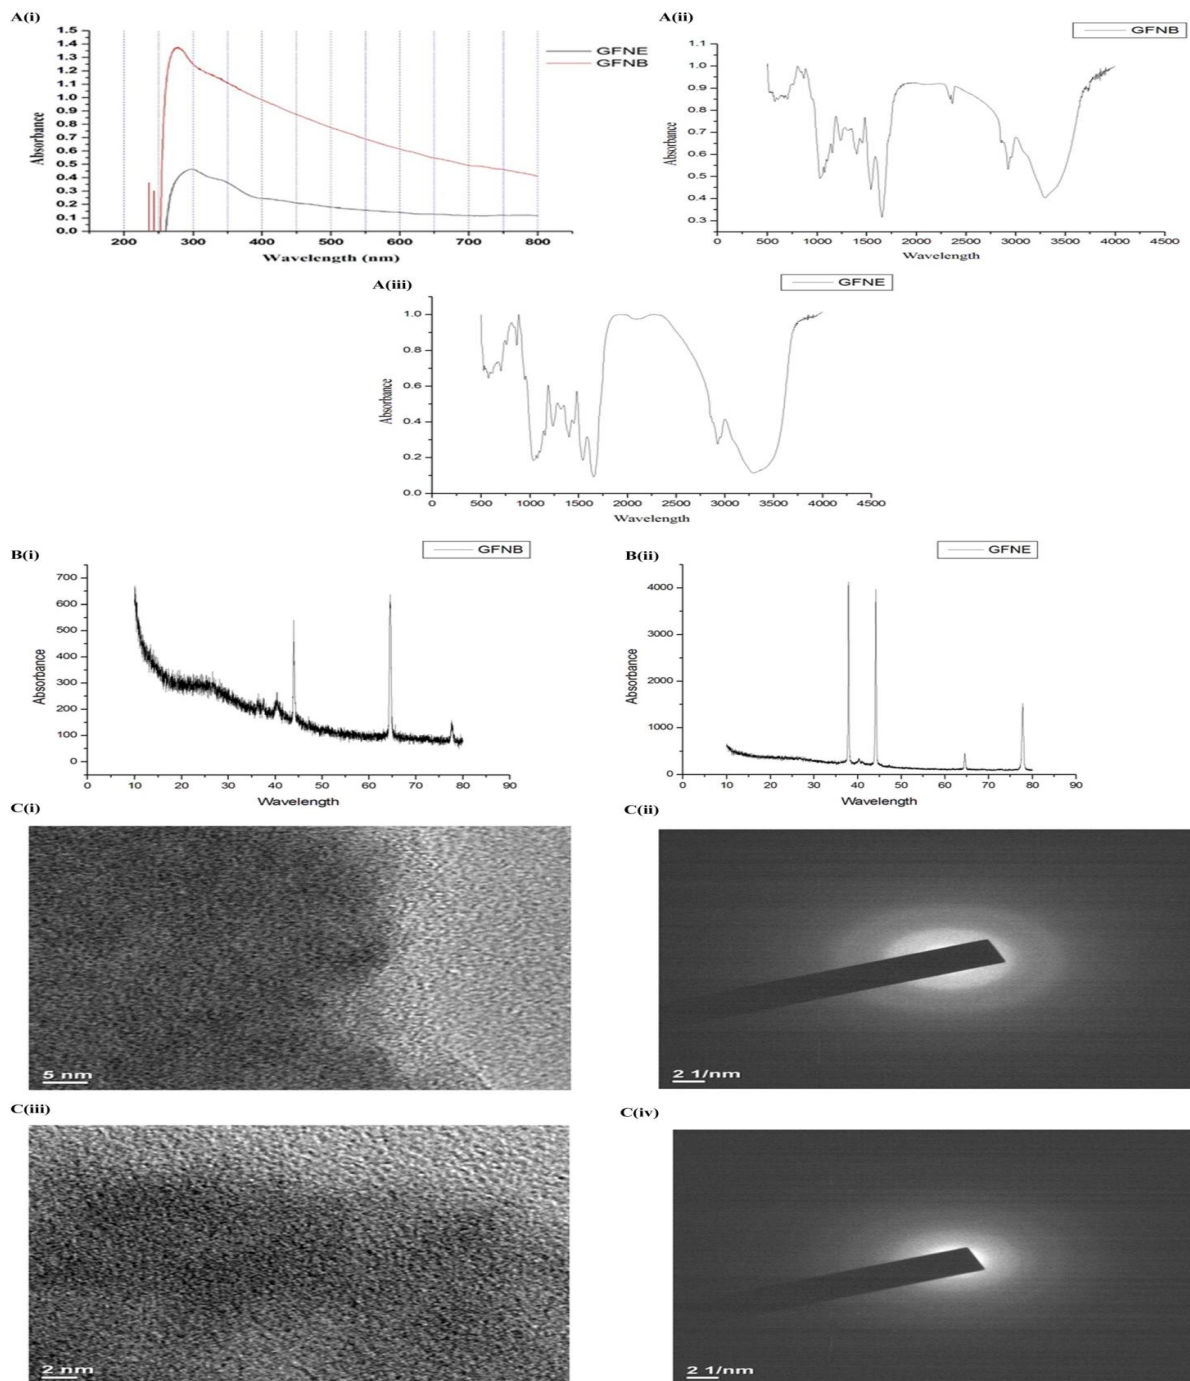 A(i)
GFNE
GFNB
1.5
1.4
1.3
1.2
1.1
1.0
0.9
0.8
0.7
0.6
0.5
0.4
0.3
0.2
0.1
0.0
Absorbance
200 300 400 500 600 700 800
Wavelength (nm)
A(ii)
GFNB
1.1
1.0
0.9
0.8
0.7
0.6
0.5
0.4
0.3
Absorbance
0 500 1000 1500 2000 2500 3000 3500 4000 4500
Wavelength
A(iii)
GFNE
1.0
0.8
0.6
0.4
0.2
0.0
Absorbance
0 500 1000 1500 2000 2500 3000 3500 4000 4500
Wavelength
B(i)
GFNB
700
600
500
400
300
200
100
0
Absorbance
0 10 20 30 40 50 60 70 80 90
Wavelength
B(ii)
GFNE
4000
3000
2000
1000
0
Absorbance
0 10 20 30 40 50 60 70 80 90
Wavelength
C(i)
5 nm
C(ii)
2 1/nm
C(iii)
2 nm
C(iv)
2 1/nm